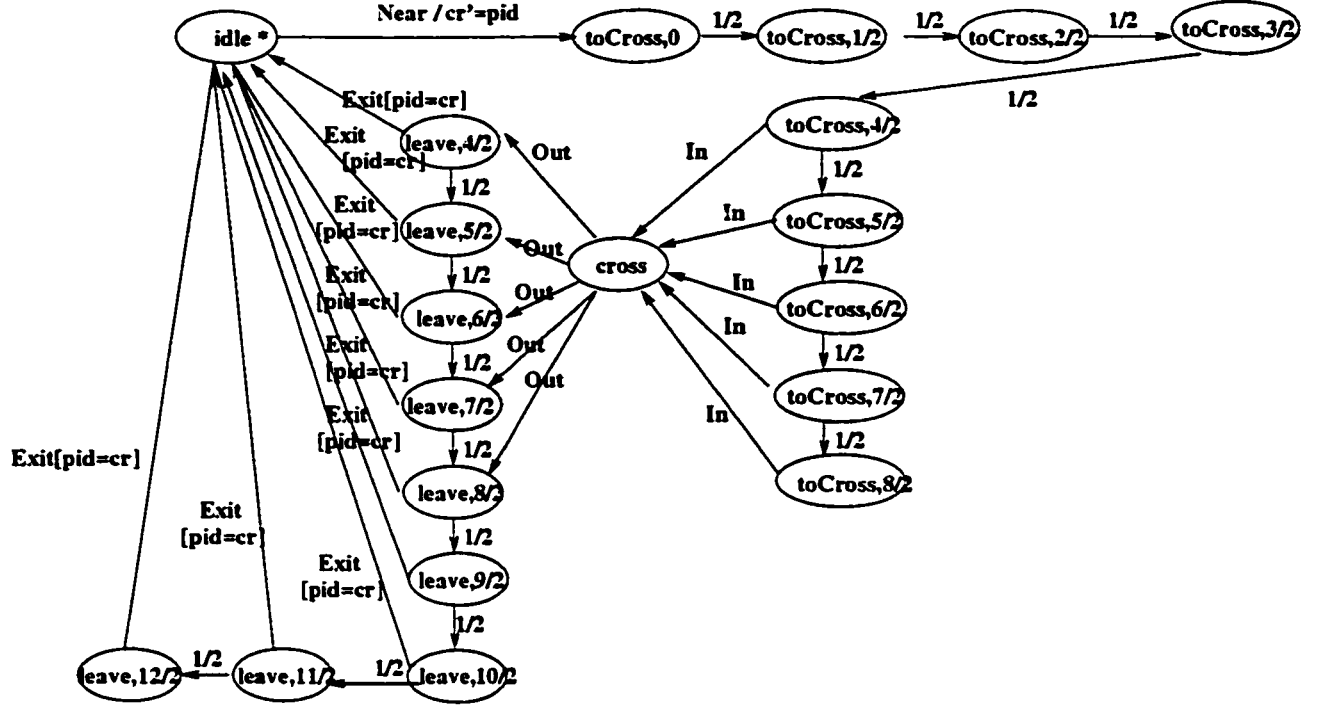 Near / cr'=pid
idle *
toCross,0
1/2
toCross,1/2
1/2
toCross,2/2
1/2
toCross,3/2
1/2
Exit[pid=cr]
leave,4/2
Out
In
toCross,4/2
1/2
Exit
[pid=cr]
1/2
Exit
[pid=cr]
leave,5/2
Out
In
toCross,5/2
1/2
cross
1/2
Exit
[pid=cr]
leave,6/2
Out
In
toCross,6/2
1/2
Exit
[pid=cr]
1/2
Out
In
leave,7/2
Out
toCross,7/2
1/2
Exit
[pid=cr]
1/2
In
Exit[pid=cr]
leave,8/2
toCross,8/2
Exit
[pid=cr]
1/2
Exit
[pid=cr]
leave,9/2
1/2
leave,12/2
1/2
leave,11/2
1/2
leave,10/2